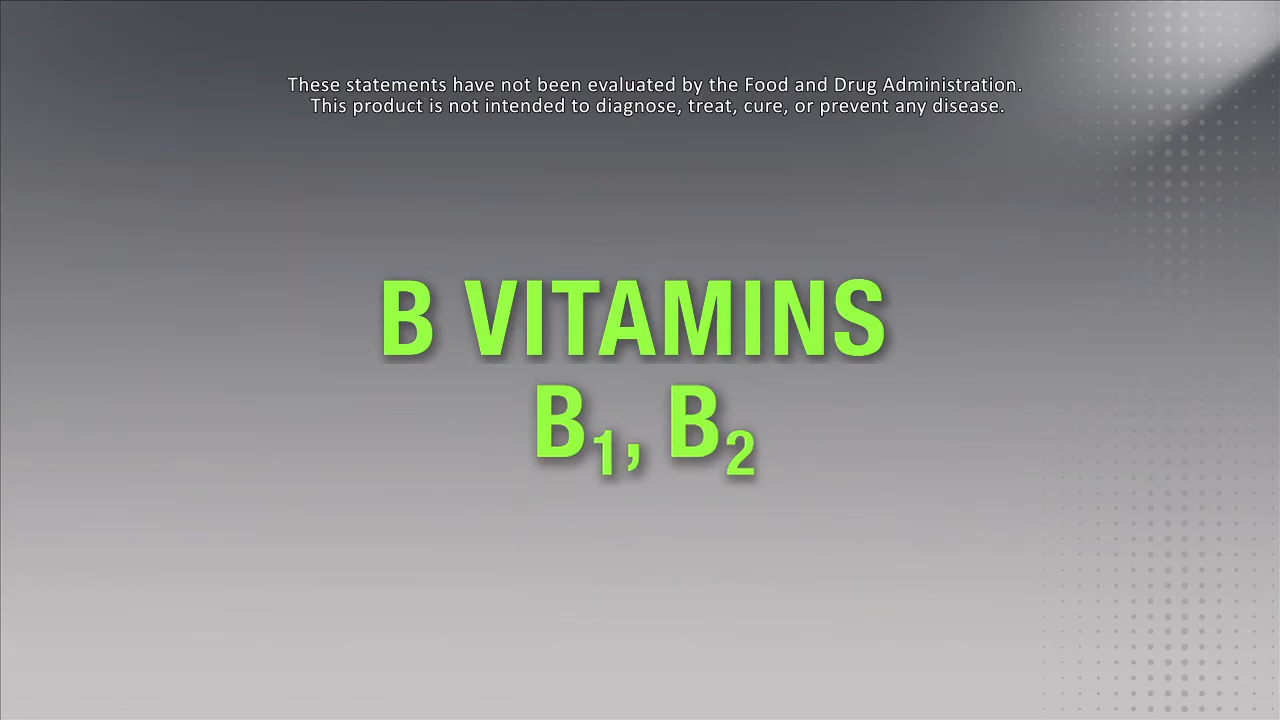 These statements have not been evaluated by the Food and Drug Administration.
This product is not intended to diagnose, treat, cure, or prevent any disease.
B VITAMINS
B₁, B₂